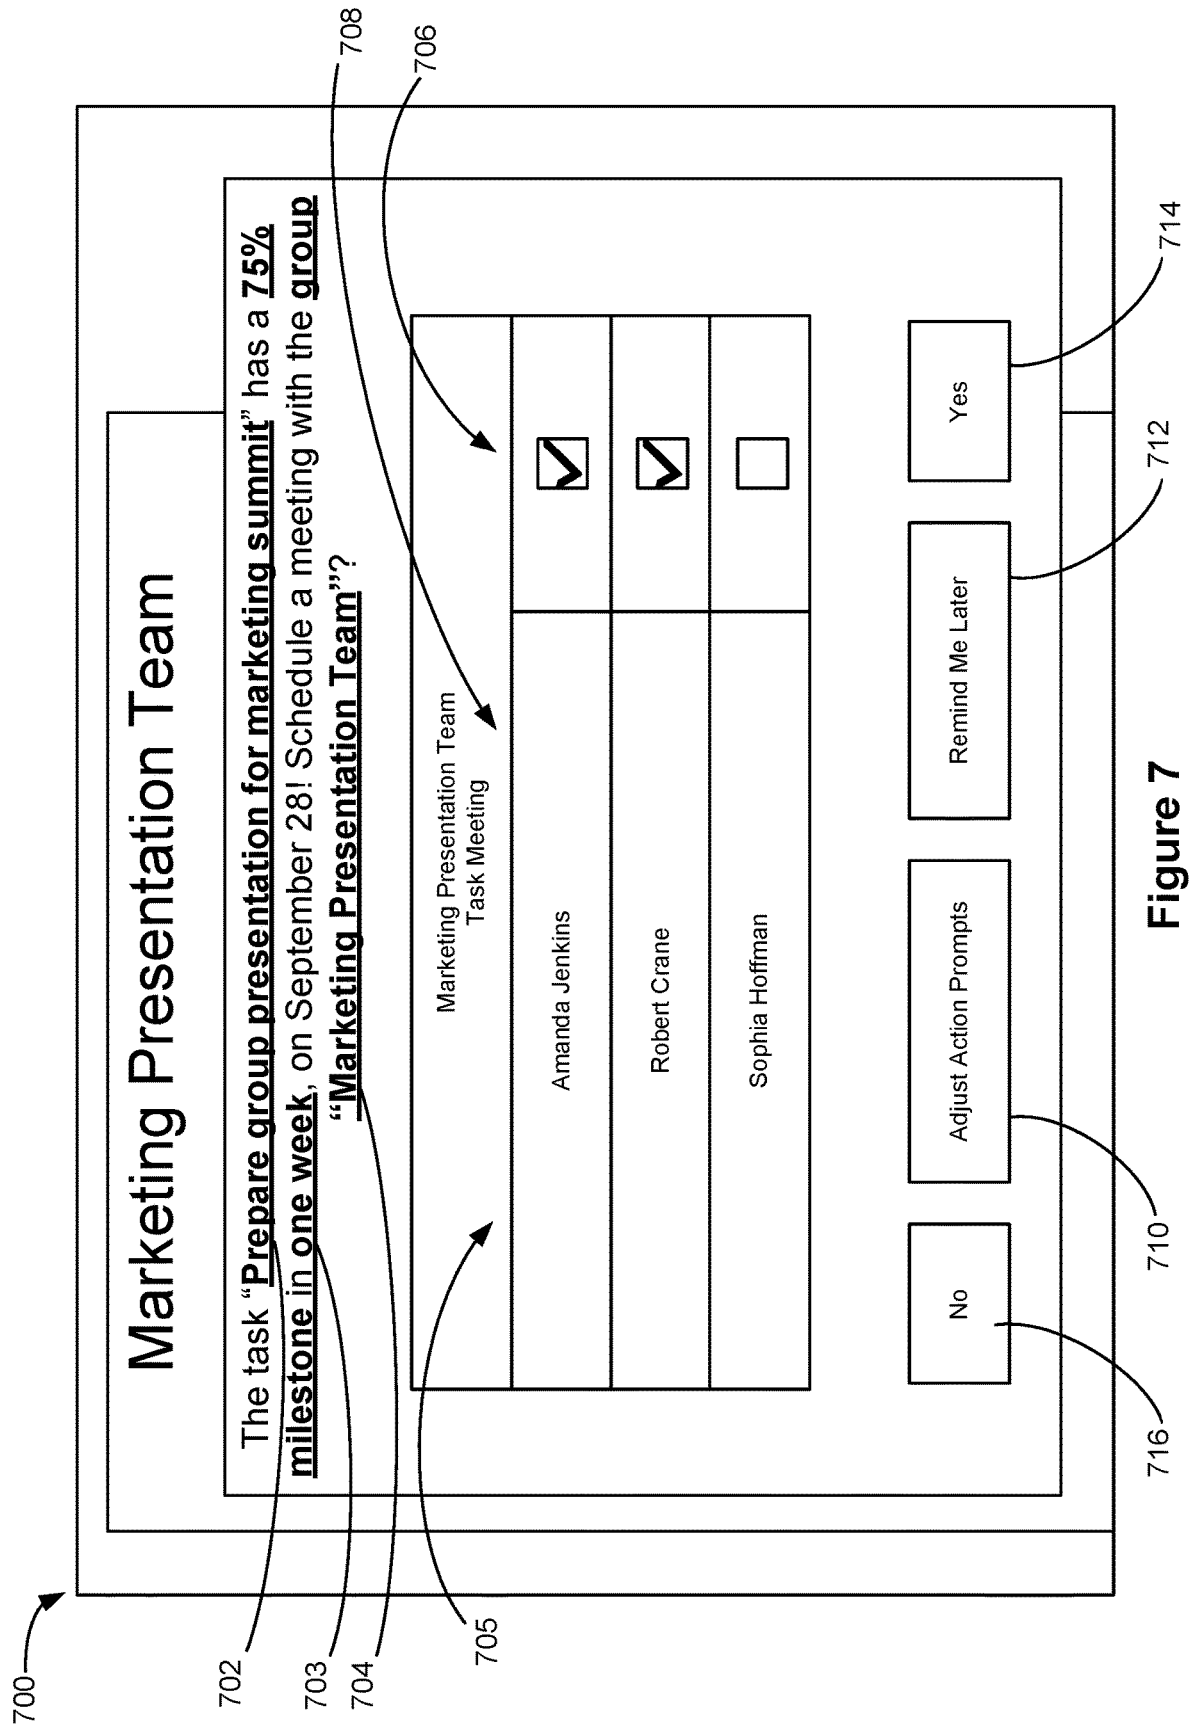 700
708
706
Marketing Presentation Team
The task “Prepare group presentation for marketing summit” has a 75%
milestone in one week, on September 28! Schedule a meeting with the group
“Marketing Presentation Team”?
702
703
704
705
Marketing Presentation Team
Task Meeting
Amanda Jenkins
Robert Crane
Sophia Hoffman
No
Adjust Action Prompts
Remind Me Later
Yes
716
710
712
714
Figure 7